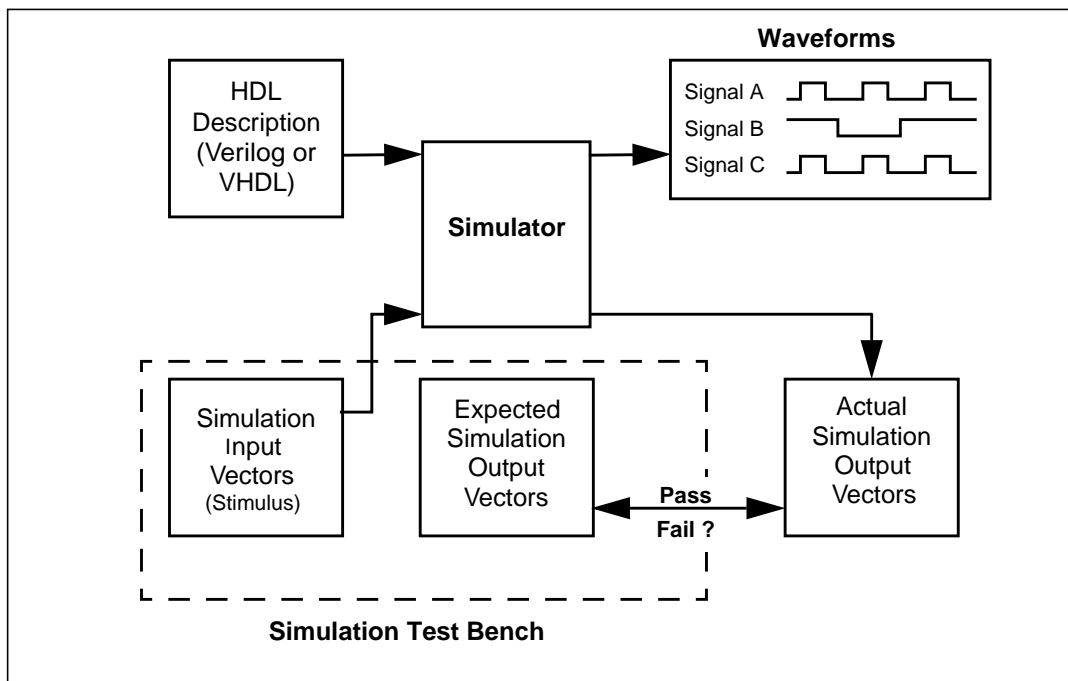 Waveforms
HDL
Description
(Verilog or
VHDL)
Signal A
Signal B
Signal C
Simulator
Simulation
Input
Vectors
(Stimulus)
Expected
Simulation
Output
Vectors
Actual
Simulation
Output
Vectors
Pass
Fail ?
Simulation Test Bench